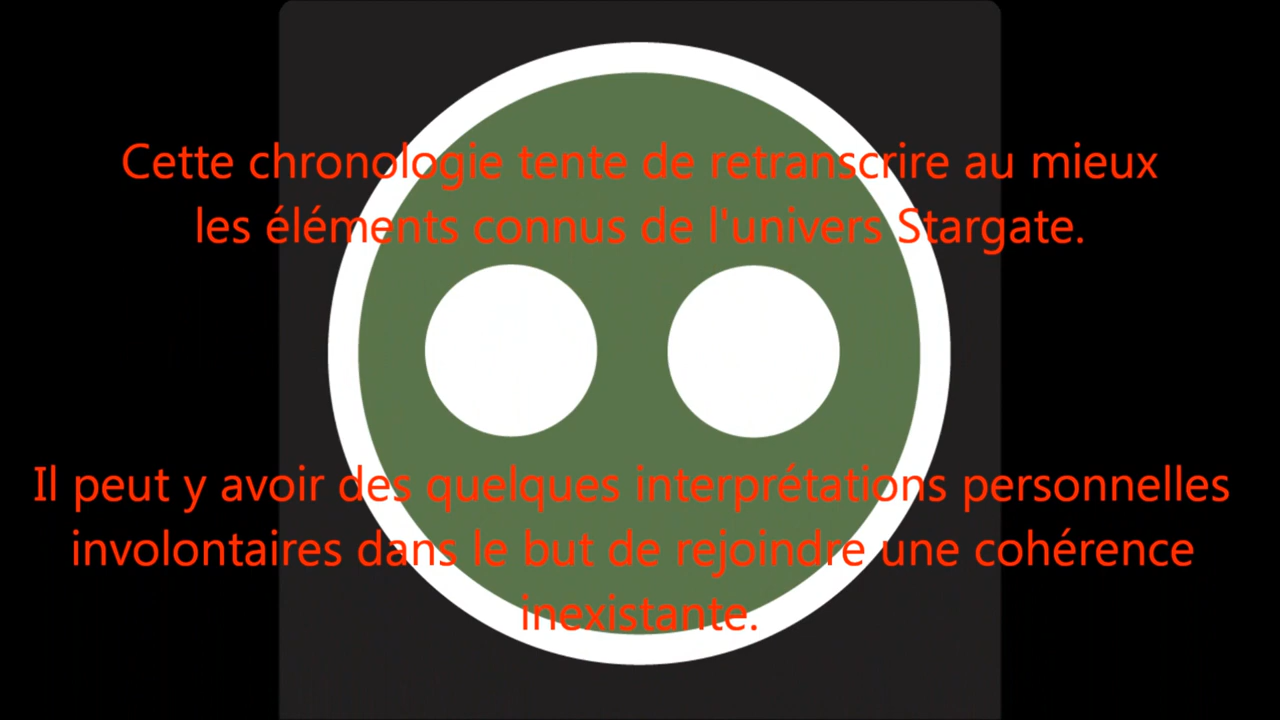 Cette chronologie tente de retranscrire au mieux
les éléments connus de l'univers Stargate.
Il peut y avoir des quelques interprétations personnelles
involontaires dans le but de rejoindre une cohérence
inexistante.